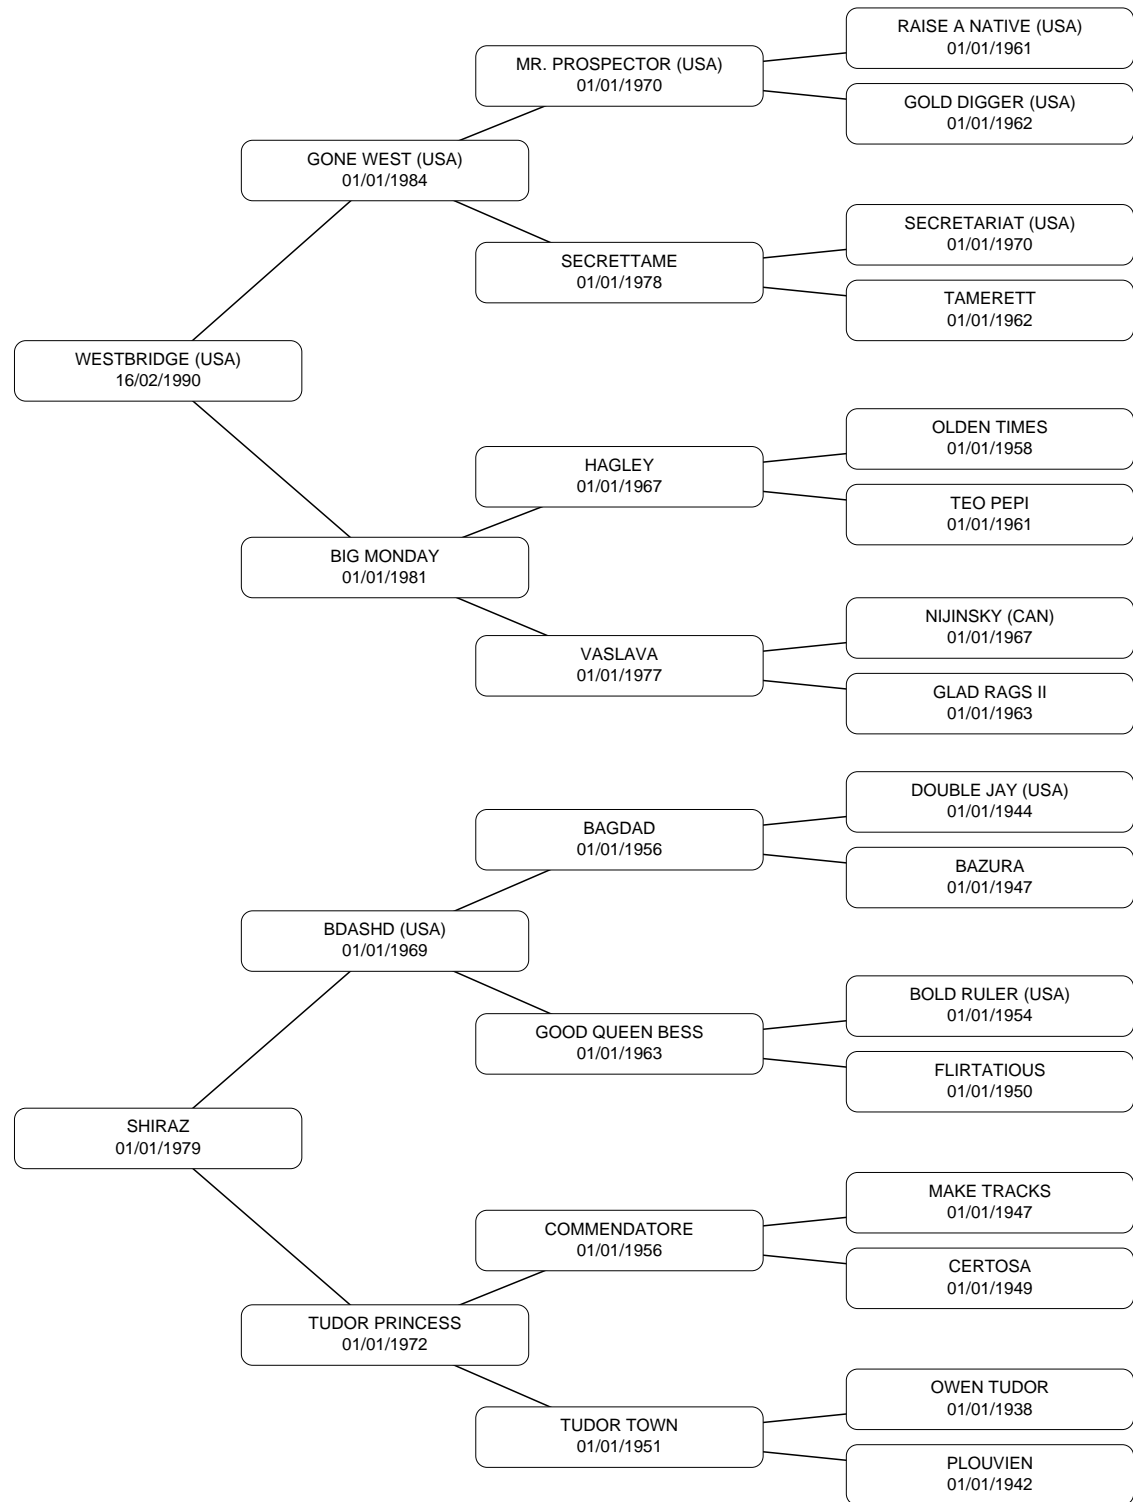 RAISE A NATIVE (USA)
01/01/1961
MR. PROSPECTOR (USA)
01/01/1970
GOLD DIGGER (USA)
01/01/1962
GONE WEST (USA)
01/01/1984
SECRETARIAT (USA)
01/01/1970
SECRETTAME
01/01/1978
TAMERETT
01/01/1962
WESTBRIDGE (USA)
16/02/1990
OLDEN TIMES
01/01/1958
HAGLEY
01/01/1967
TEO PEPI
01/01/1961
BIG MONDAY
01/01/1981
NIJINSKY (CAN)
01/01/1967
VASLAVA
01/01/1977
GLAD RAGS II
01/01/1963
DOUBLE JAY (USA)
01/01/1944
BAGDAD
01/01/1956
BAZURA
01/01/1947
BDASHD (USA)
01/01/1969
BOLD RULER (USA)
01/01/1954
GOOD QUEEN BESS
01/01/1963
FLIRTATIOUS
01/01/1950
SHIRAZ
01/01/1979
MAKE TRACKS
01/01/1947
COMMENDATORE
01/01/1956
CERTOSA
01/01/1949
TUDOR PRINCESS
01/01/1972
OWEN TUDOR
01/01/1938
TUDOR TOWN
01/01/1951
PLOUVIEN
01/01/1942